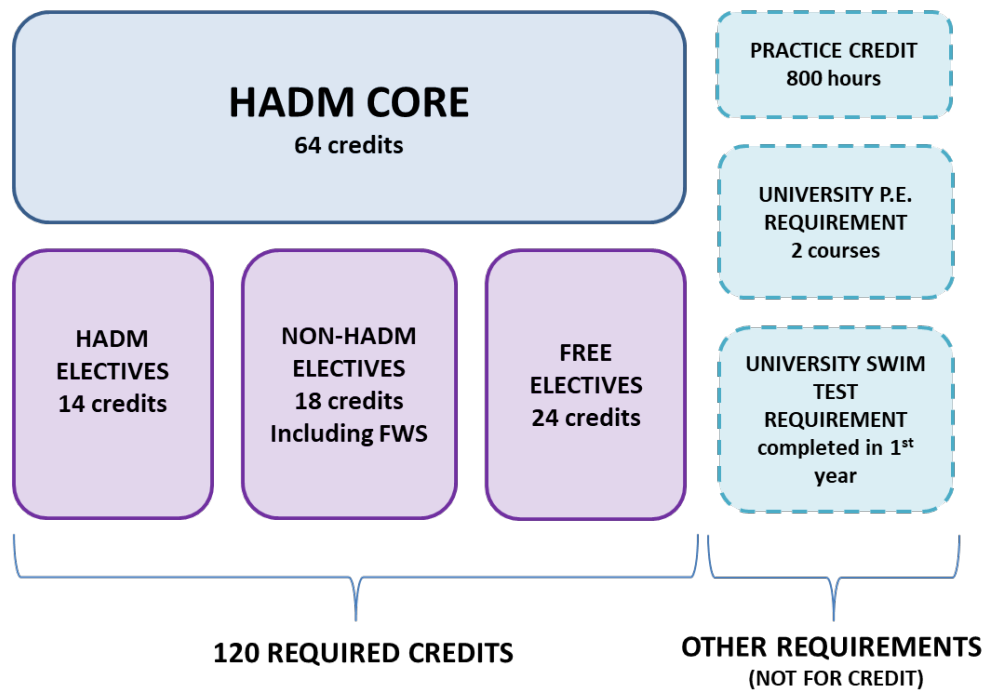 HADM CORE
64 credits
HADM
ELECTIVES
14 credits
NON-HADM
ELECTIVES
18 credits
Including FWS
FREE
ELECTIVES
24 credits
120 REQUIRED CREDITS
PRACTICE CREDIT
800 hours
UNIVERSITY P.E.
REQUIREMENT
2 courses
UNIVERSITY SWIM
TEST
REQUIREMENT
completed in 1st
year
OTHER REQUIREMENTS
(NOT FOR CREDIT)